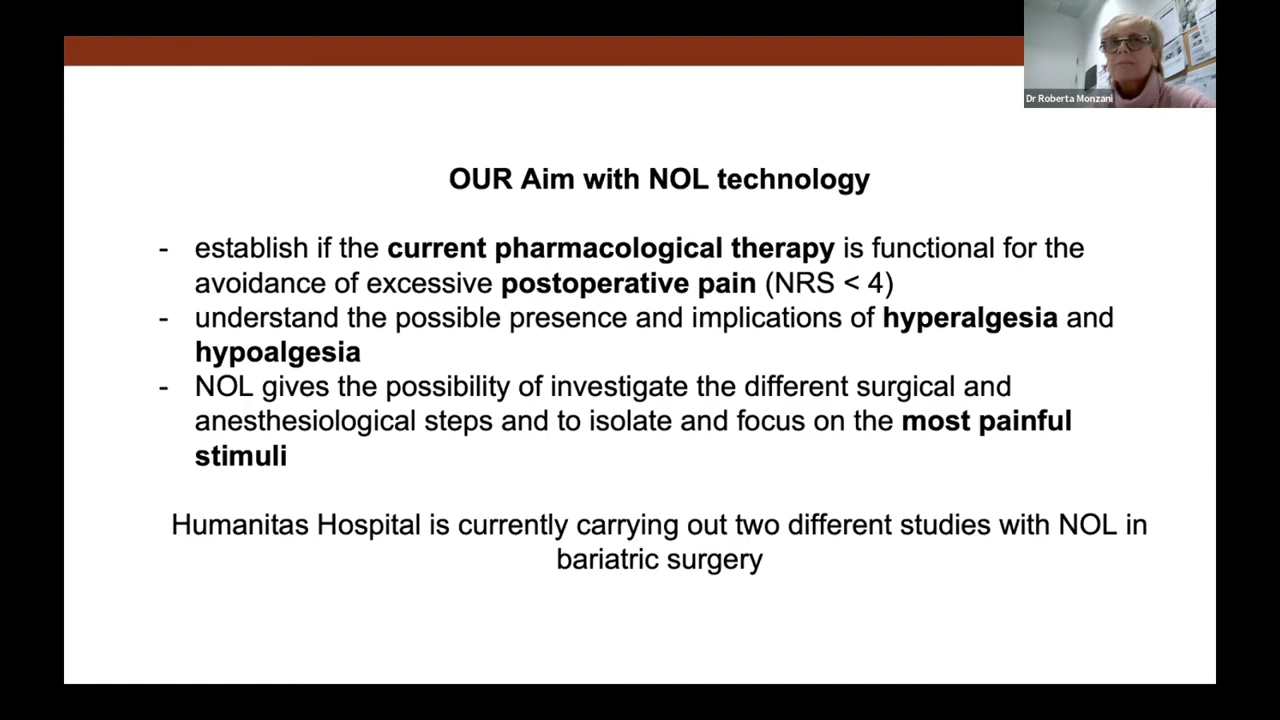 Dr Roberta Monzani
OUR Aim with NOL technology
- establish if the current pharmacological therapy is functional for the
avoidance of excessive postoperative pain (NRS < 4)
- understand the possible presence and implications of hyperalgesia and
hypoalgesia
- NOL gives the possibility of investigate the different surgical and
anesthesiological steps and to isolate and focus on the most painful
stimuli
Humanitas Hospital is currently carrying out two different studies with NOL in
bariatric surgery